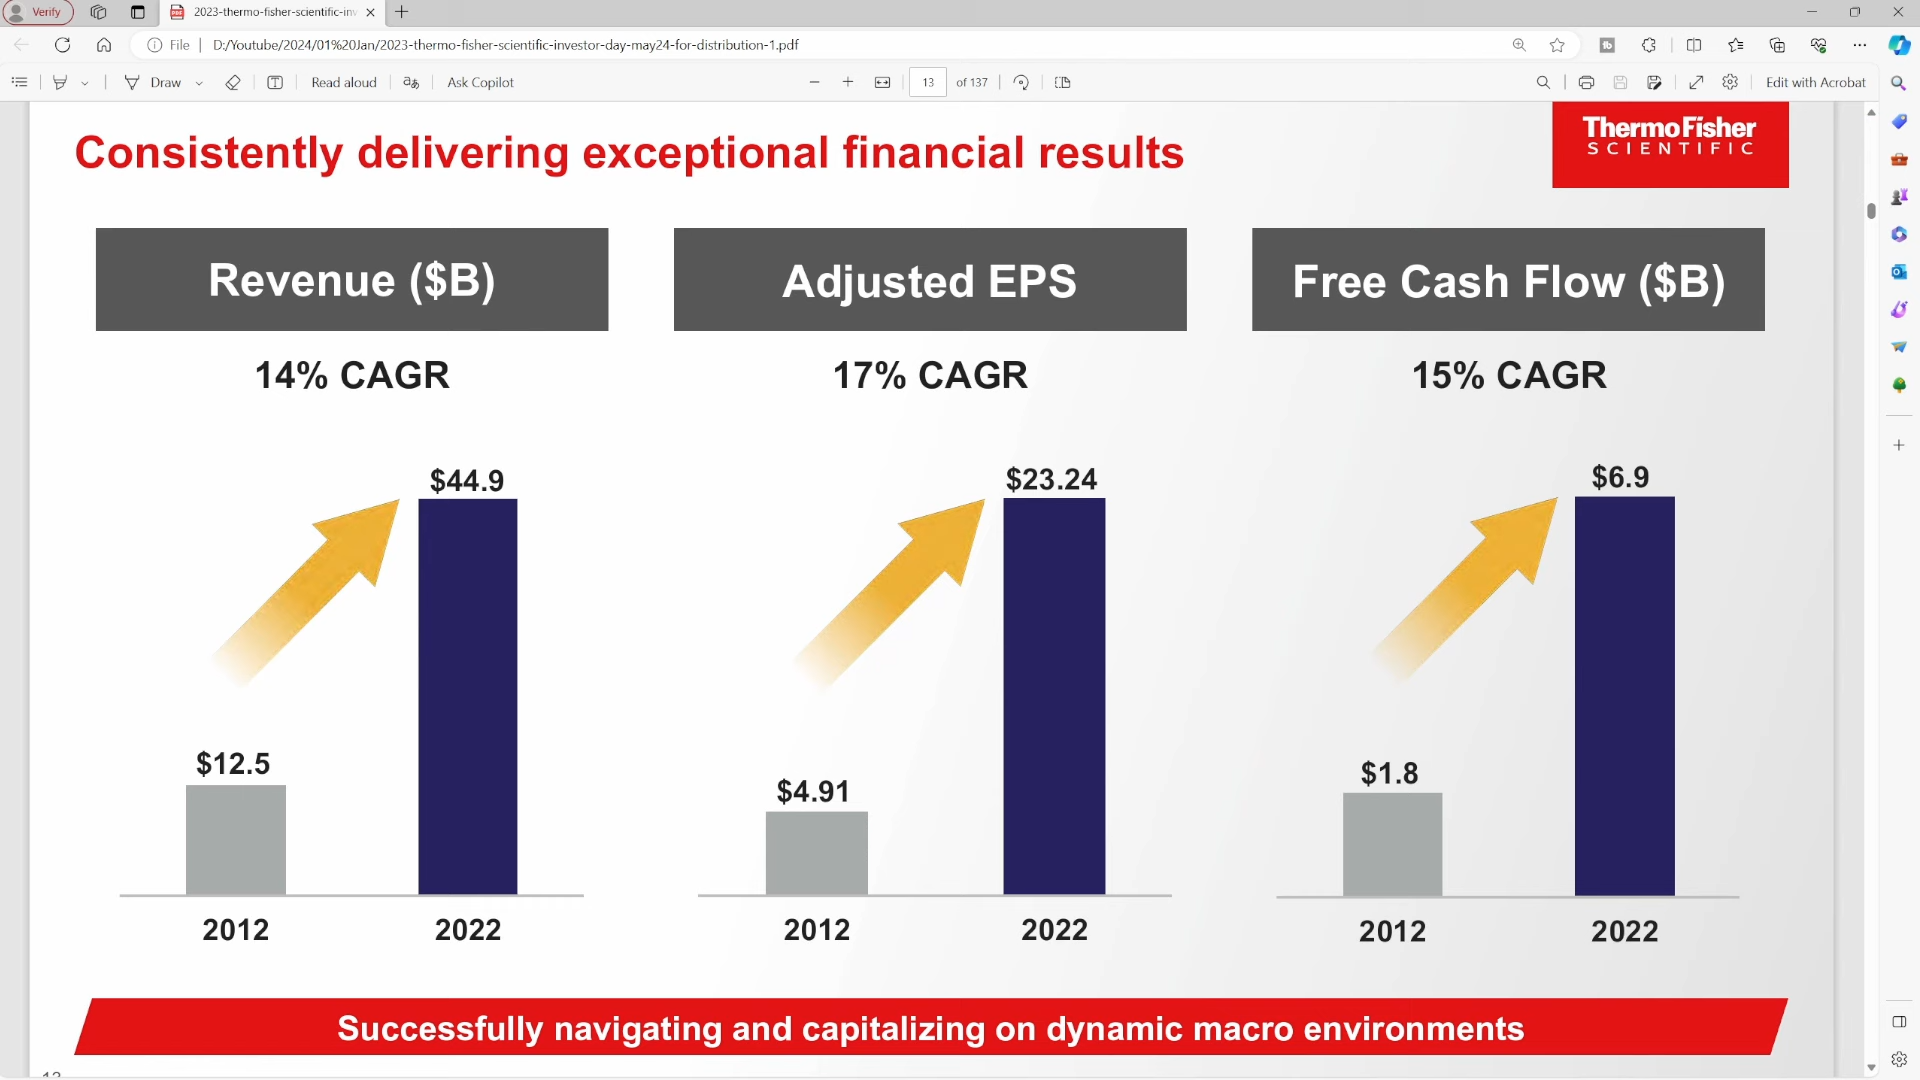 Verify
2023-thermo-fisher-scientific-inv
File
D:/Youtube/2024/01%20Jan/2023-thermo-fisher-scientific-investor-day-may24-for-distribution-1.pdf
Draw
Read aloud
Ask Copilot
13
of 137
Edit with Acrobat
Consistently delivering exceptional financial results
ThermoFisher
SCIENTIFIC
Revenue ($B)
Adjusted EPS
Free Cash Flow ($B)
14% CAGR
17% CAGR
15% CAGR
$44.9
$23.24
$6.9
$12.5
$4.91
$1.8
2012
2022
2012
2022
2012
2022
Successfully navigating and capitalizing on dynamic macro environments